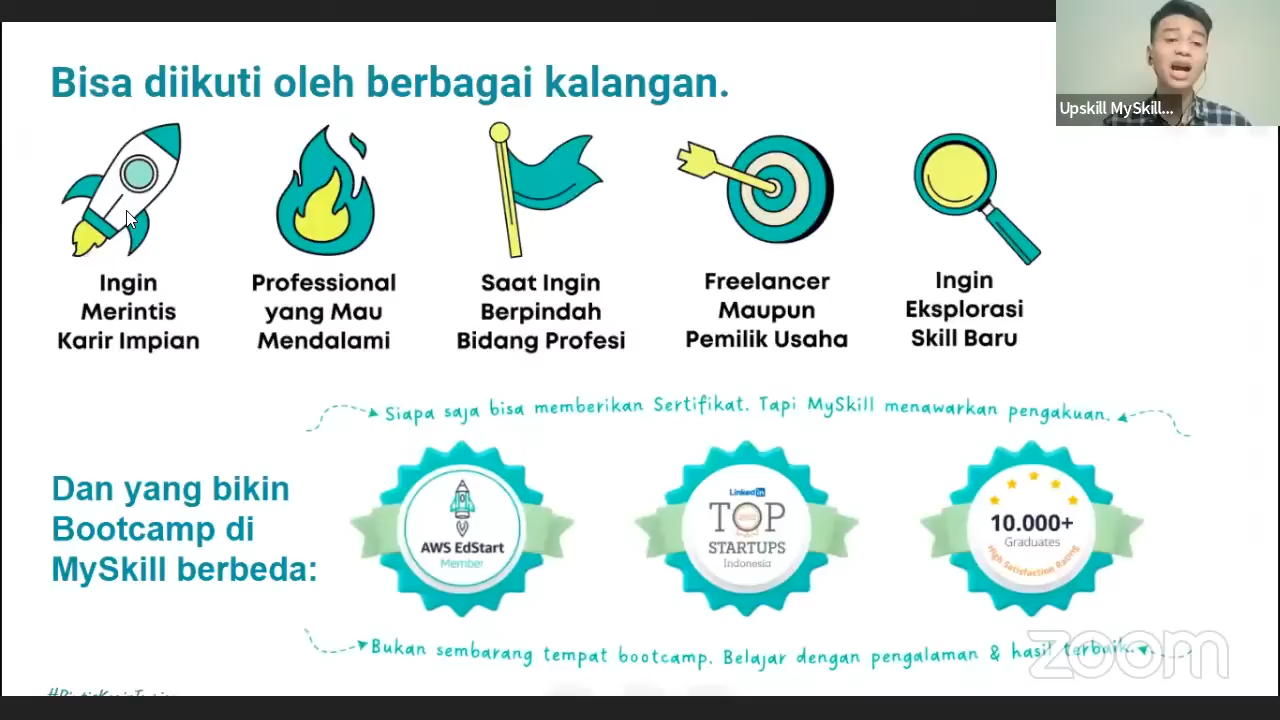 Bisa diikuti oleh berbagai kalangan.
Upskill MySkill...
Ingin
Merintis
Karir Impian
Professional
yang Mau
Mendalami
Saat Ingin
Berpindah
Bidang Profesi
Freelancer
Maupun
Pemilik Usaha
Ingin
Eksplorasi
Skill Baru
Siapa saja bisa memberikan Sertifikat. Tapi MySkill menawarkan pengakuan.
Dan yang bikin
Bootcamp di
MySkill berbeda:
AWS EdStart
Member
LinkedIn
TOP
STARTUPS
Indonesia
10.000+
Graduates
High Satisfaction Rating
Bukan sembarang tempat bootcamp. Belajar dengan pengalaman & hasil terbaik.
zoom